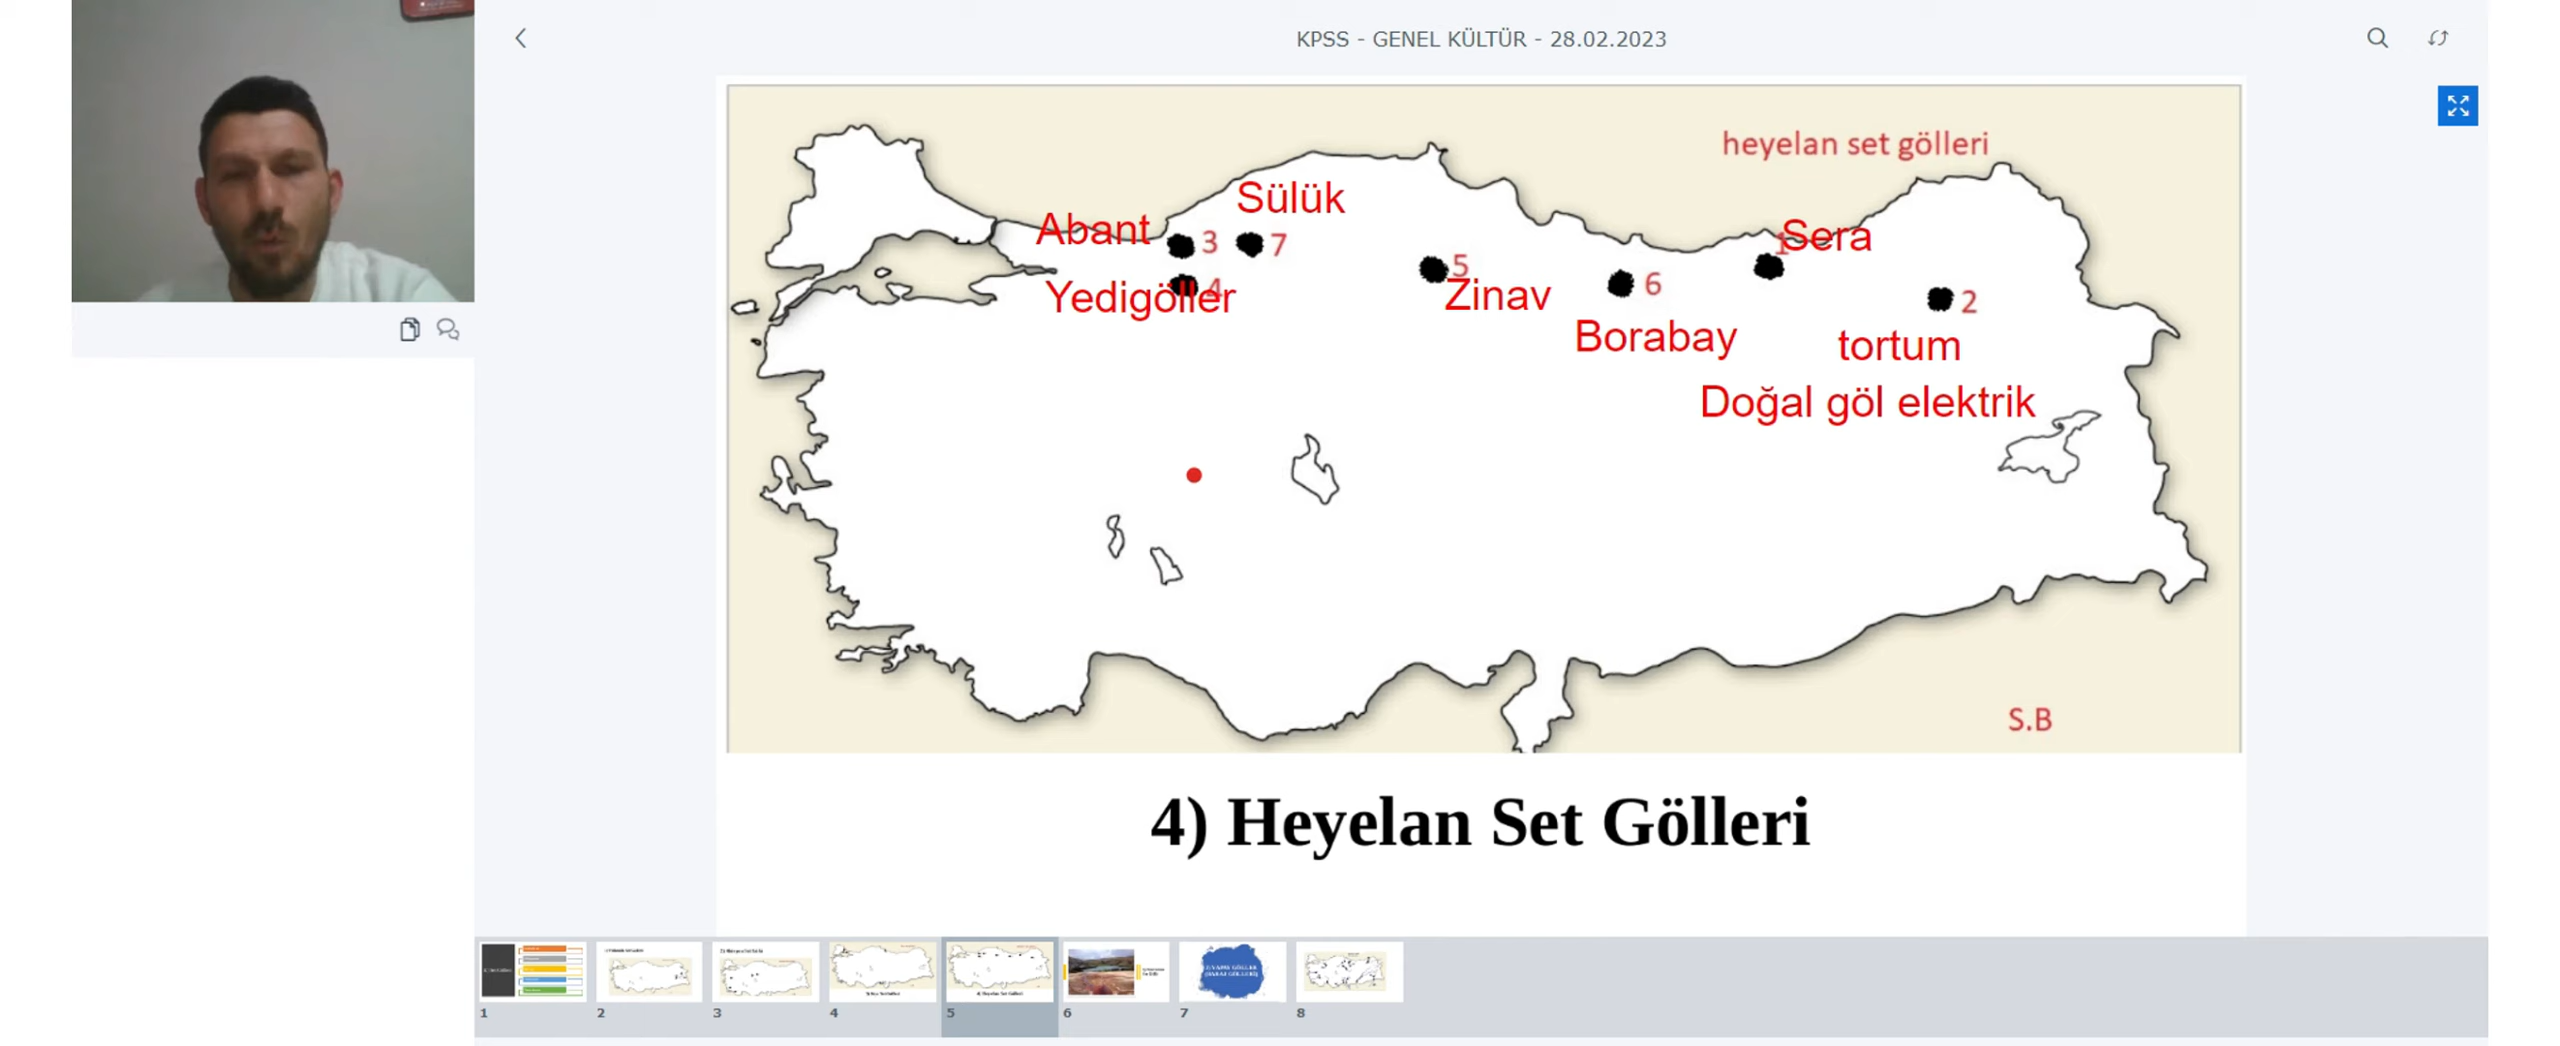 KPSS - GENEL KÜLTÜR - 28.02.2023
heyelan set gölleri
Sülük
Abant
3
7
1
Sera
Yedigöller
4
5
Zinav
6
2
Borabay
tortum
Doğal göl elektrik
S.B
4) Heyelan Set Gölleri
1
2
3
4
5
6
7
8